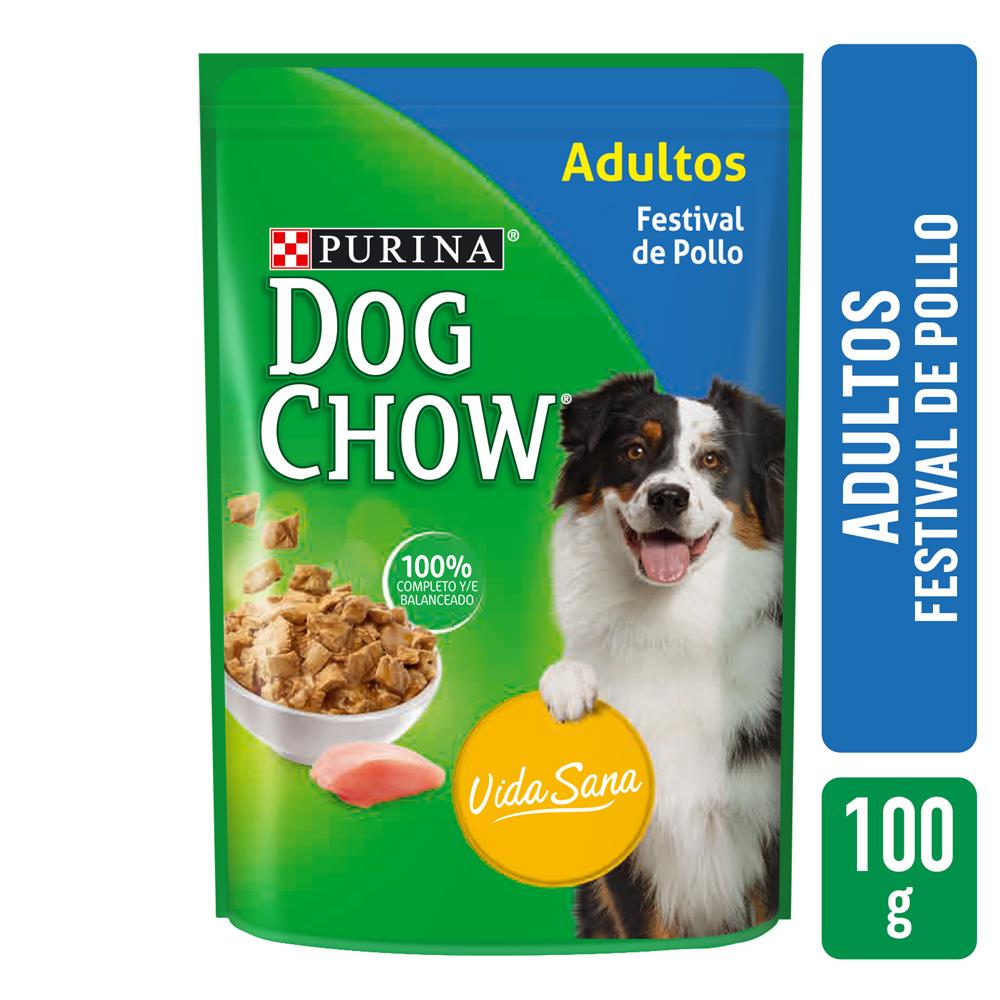 Adultos
Festival
de Pollo
PURINA®
DOG
CHOW®
100%
COMPLETO Y/E
BALANCEADO
Vida Sana
ADULTOS
FESTIVAL DE POLLO
100
g